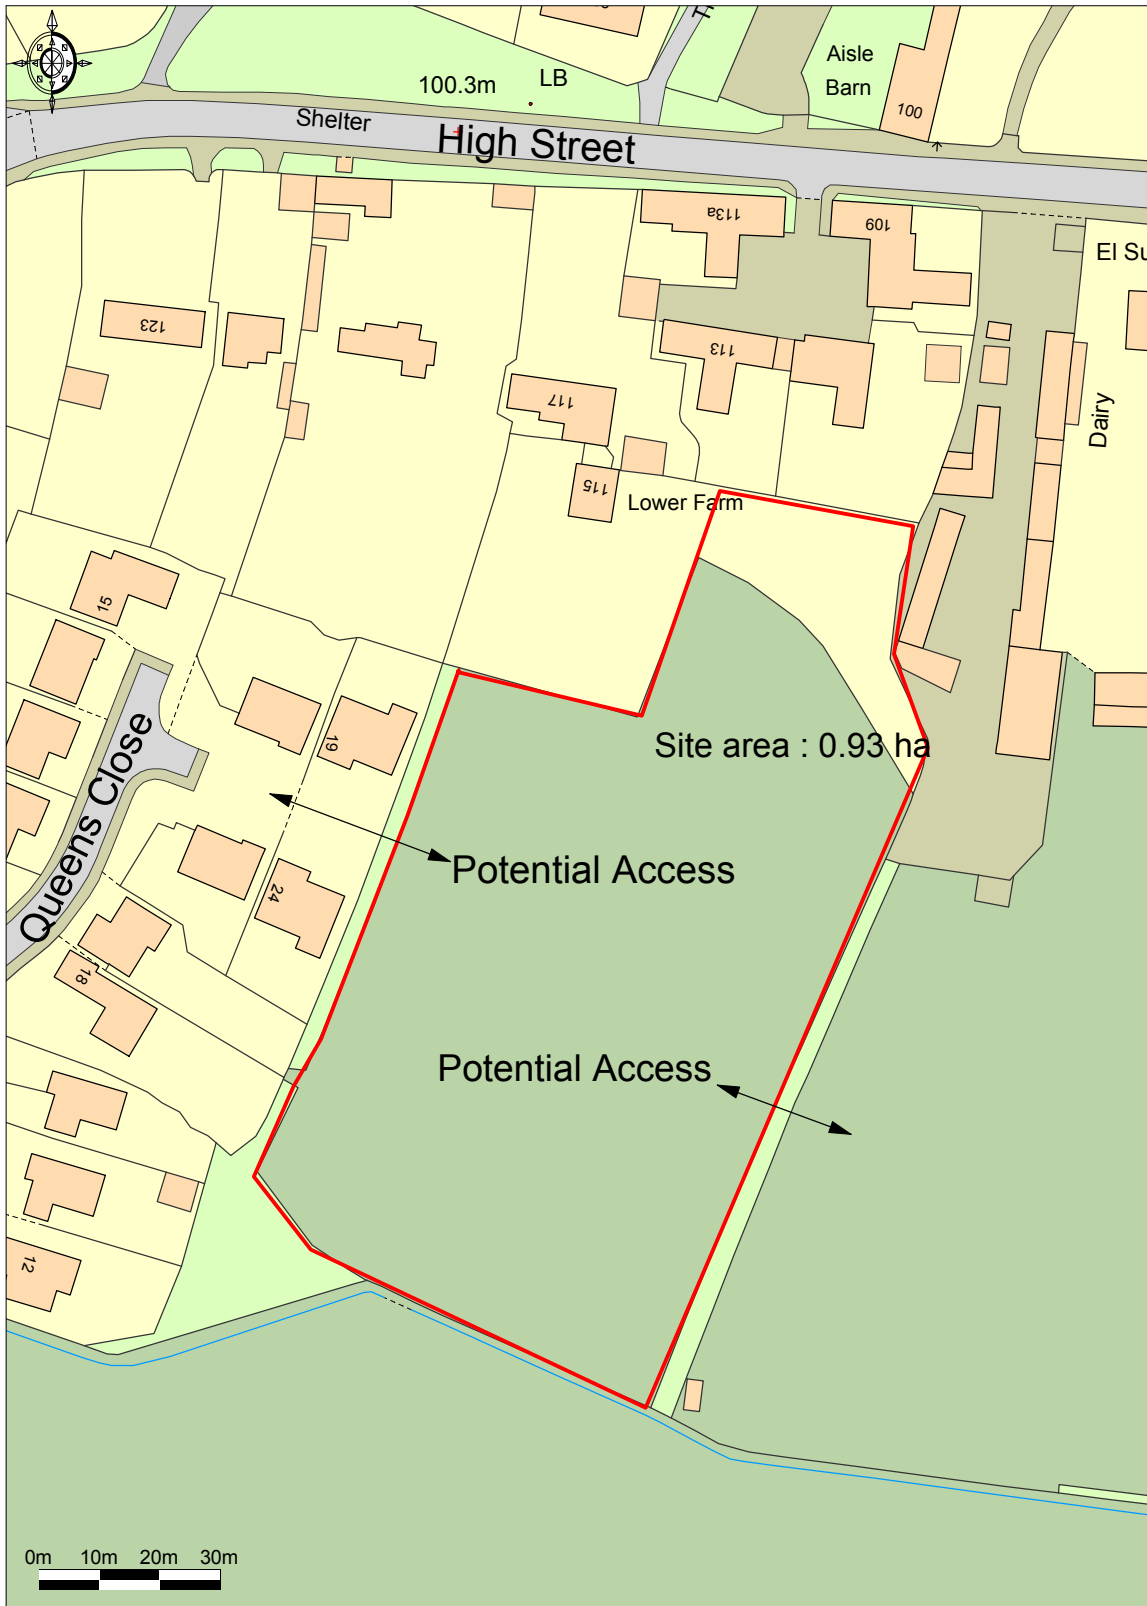 Aisle
Barn
LB
100.3m
100
Shelter
High Street
113a
109
El Su
123
113
117
Dairy
115
Lower Farm
15
19
Site area : 0.93 ha
Queens Close
Potential Access
24
18
Potential Access
12
0m 10m 20m 30m